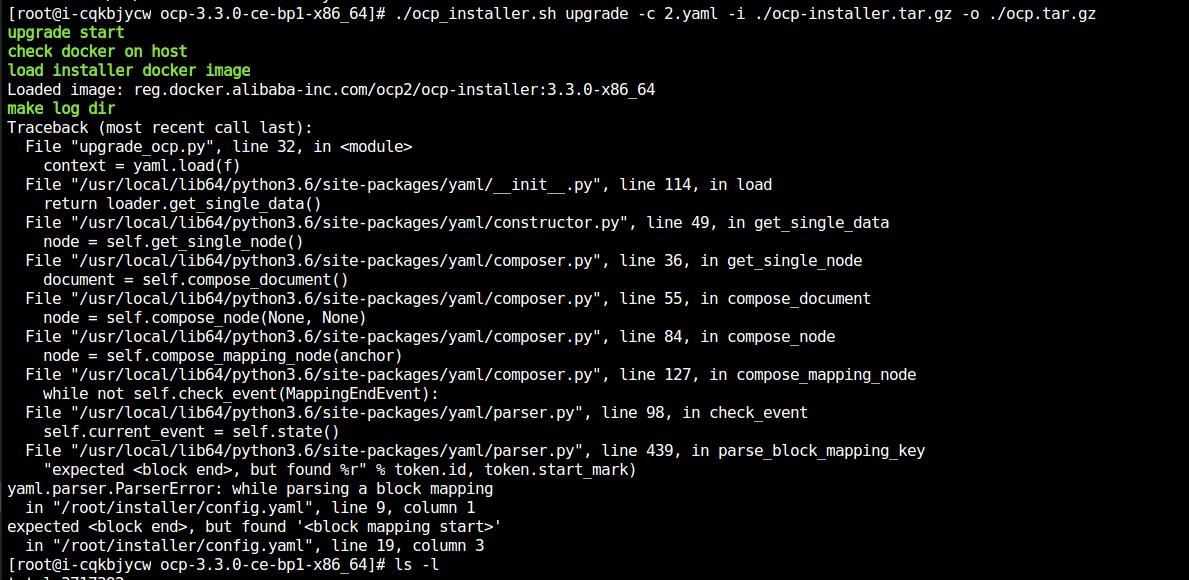 [root@i-cqkbjycw ocp-3.3.0-ce-bp1-x86_64]# ./ocp_installer.sh upgrade -c 2.yaml -i ./ocp-installer.tar.gz -o ./ocp.tar.gz
upgrade start
check docker on host
load installer docker image
Loaded image: reg.docker.alibaba-inc.com/ocp2/ocp-installer:3.3.0-x86_64
make log dir
Traceback (most recent call last):
  File "upgrade_ocp.py", line 32, in <module>
    context = yaml.load(f)
  File "/usr/local/lib64/python3.6/site-packages/yaml/__init__.py", line 114, in load
    return loader.get_single_data()
  File "/usr/local/lib64/python3.6/site-packages/yaml/constructor.py", line 49, in get_single_data
    node = self.get_single_node()
  File "/usr/local/lib64/python3.6/site-packages/yaml/composer.py", line 36, in get_single_node
    document = self.compose_document()
  File "/usr/local/lib64/python3.6/site-packages/yaml/composer.py", line 55, in compose_document
    node = self.compose_node(None, None)
  File "/usr/local/lib64/python3.6/site-packages/yaml/composer.py", line 84, in compose_node
    node = self.compose_mapping_node(anchor)
  File "/usr/local/lib64/python3.6/site-packages/yaml/composer.py", line 127, in compose_mapping_node
    while not self.check_event(MappingEndEvent):
  File "/usr/local/lib64/python3.6/site-packages/yaml/parser.py", line 98, in check_event
    self.current_event = self.state()
  File "/usr/local/lib64/python3.6/site-packages/yaml/parser.py", line 439, in parse_block_mapping_key
    "expected <block end>, but found %r" % token.id, token.start_mark)
yaml.parser.ParserError: while parsing a block mapping
  in "/root/installer/config.yaml", line 9, column 1
expected <block end>, but found '<block mapping start>'
  in "/root/installer/config.yaml", line 19, column 3
[root@i-cqkbjycw ocp-3.3.0-ce-bp1-x86_64]# ls -l